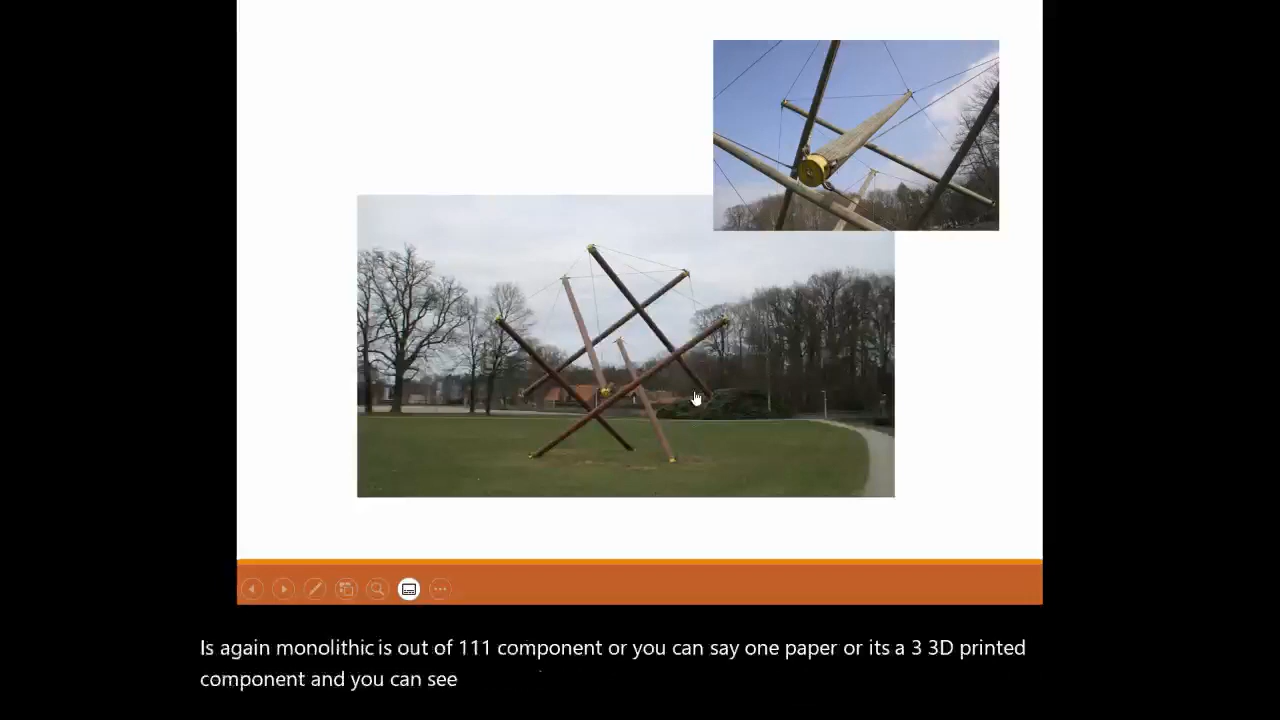 Is again monolithic is out of 111 component or you can say one paper or its a 3 3D printed
component and you can see